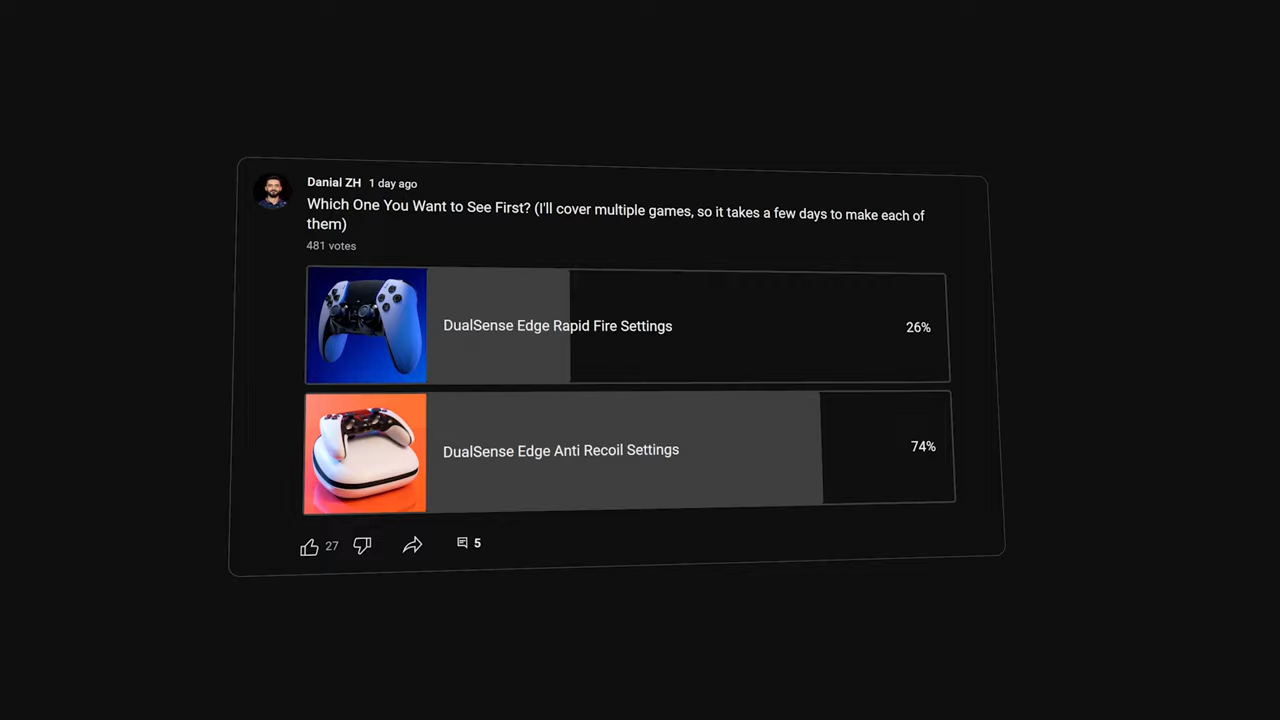 Danial ZH 1 day ago
Which One You Want to See First? (I'll cover multiple games, so it takes a few days to make each of
them)
481 votes
DualSense Edge Rapid Fire Settings 26%
DualSense Edge Anti Recoil Settings 74%
27 5